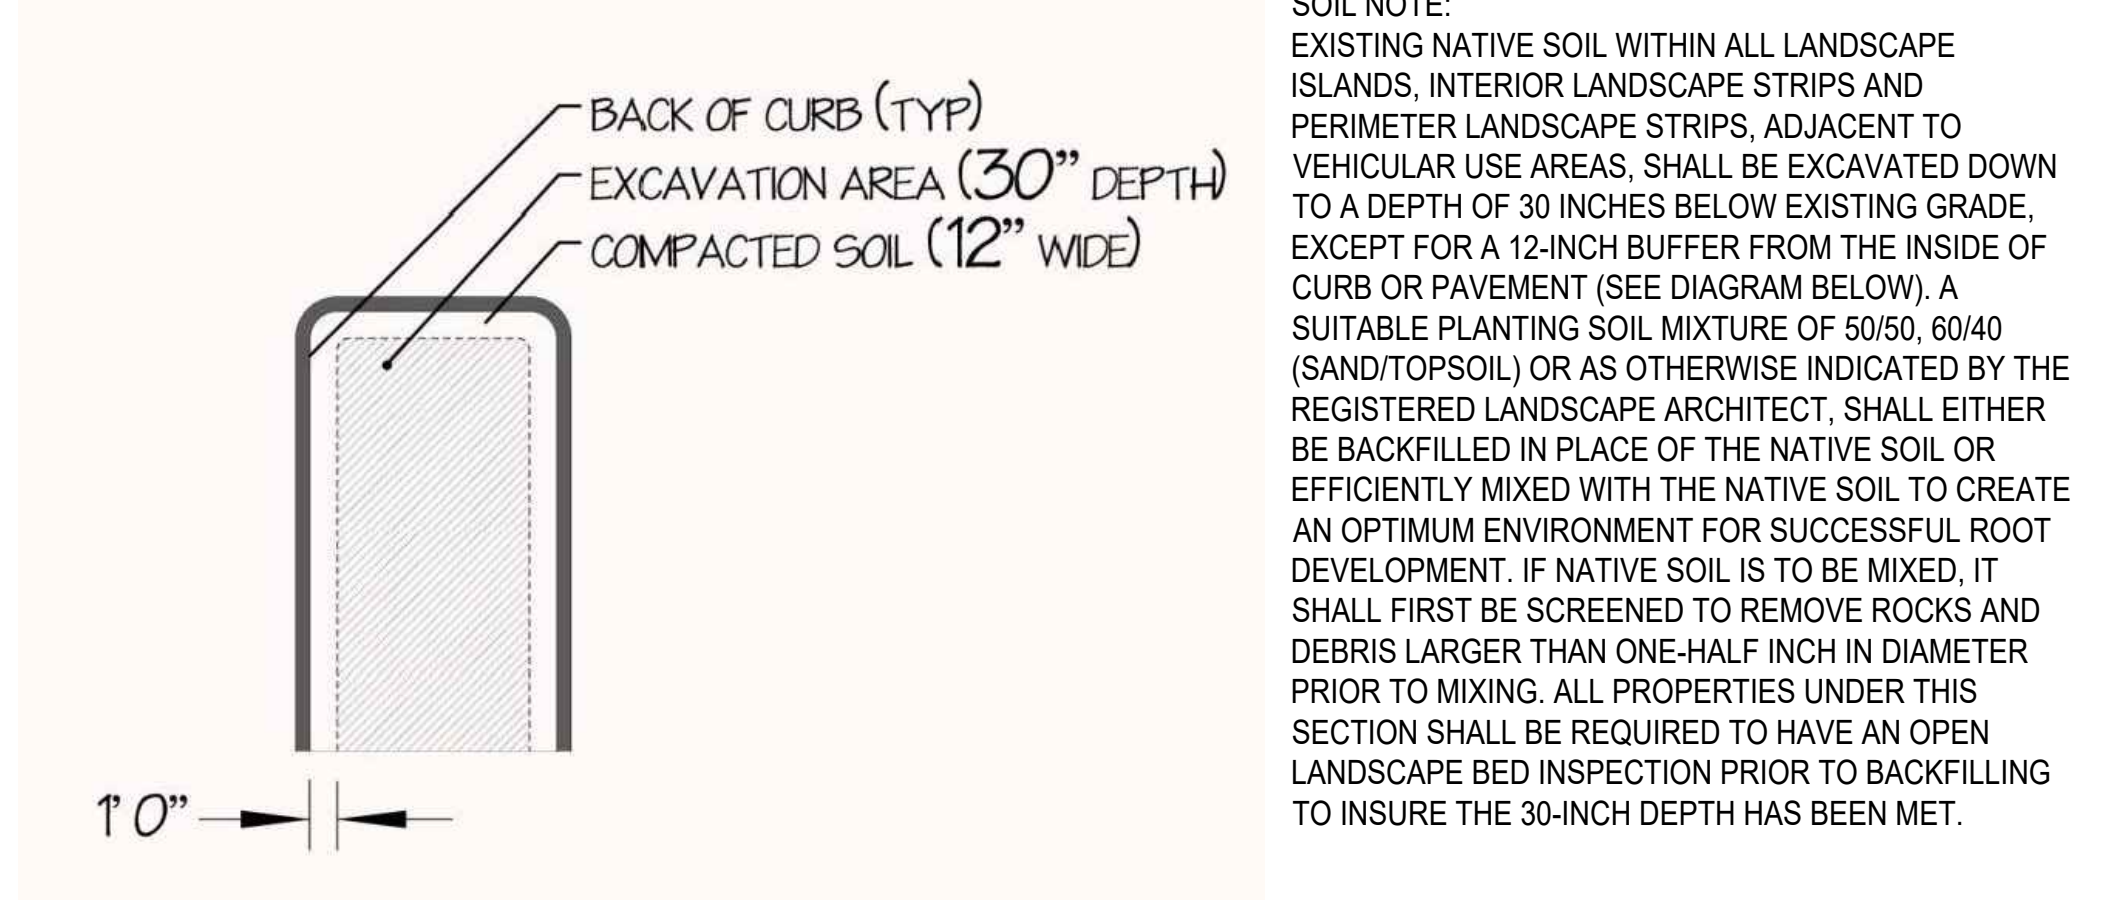 BACK OF CURB (TYP)
EXCAVATION AREA (30” DEPTH)
COMPACTED SOIL (12” WIDE)
1’ 0”
SOIL NOTE:
EXISTING NATIVE SOIL WITHIN ALL LANDSCAPE
ISLANDS, INTERIOR LANDSCAPE STRIPS AND
PERIMETER LANDSCAPE STRIPS, ADJACENT TO
VEHICULAR USE AREAS, SHALL BE EXCAVATED DOWN
TO A DEPTH OF 30 INCHES BELOW EXISTING GRADE,
EXCEPT FOR A 12-INCH BUFFER FROM THE INSIDE OF
CURB OR PAVEMENT (SEE DIAGRAM BELOW). A
SUITABLE PLANTING SOIL MIXTURE OF 50/50, 60/40
(SAND/TOPSOIL) OR AS OTHERWISE INDICATED BY THE
REGISTERED LANDSCAPE ARCHITECT, SHALL EITHER
BE BACKFILLED IN PLACE OF THE NATIVE SOIL OR
EFFICIENTLY MIXED WITH THE NATIVE SOIL TO CREATE
AN OPTIMUM ENVIRONMENT FOR SUCCESSFUL ROOT
DEVELOPMENT. IF NATIVE SOIL IS TO BE MIXED, IT
SHALL FIRST BE SCREENED TO REMOVE ROCKS AND
DEBRIS LARGER THAN ONE-HALF INCH IN DIAMETER
PRIOR TO MIXING. ALL PROPERTIES UNDER THIS
SECTION SHALL BE REQUIRED TO HAVE AN OPEN
LANDSCAPE BED INSPECTION PRIOR TO BACKFILLING
TO INSURE THE 30-INCH DEPTH HAS BEEN MET.